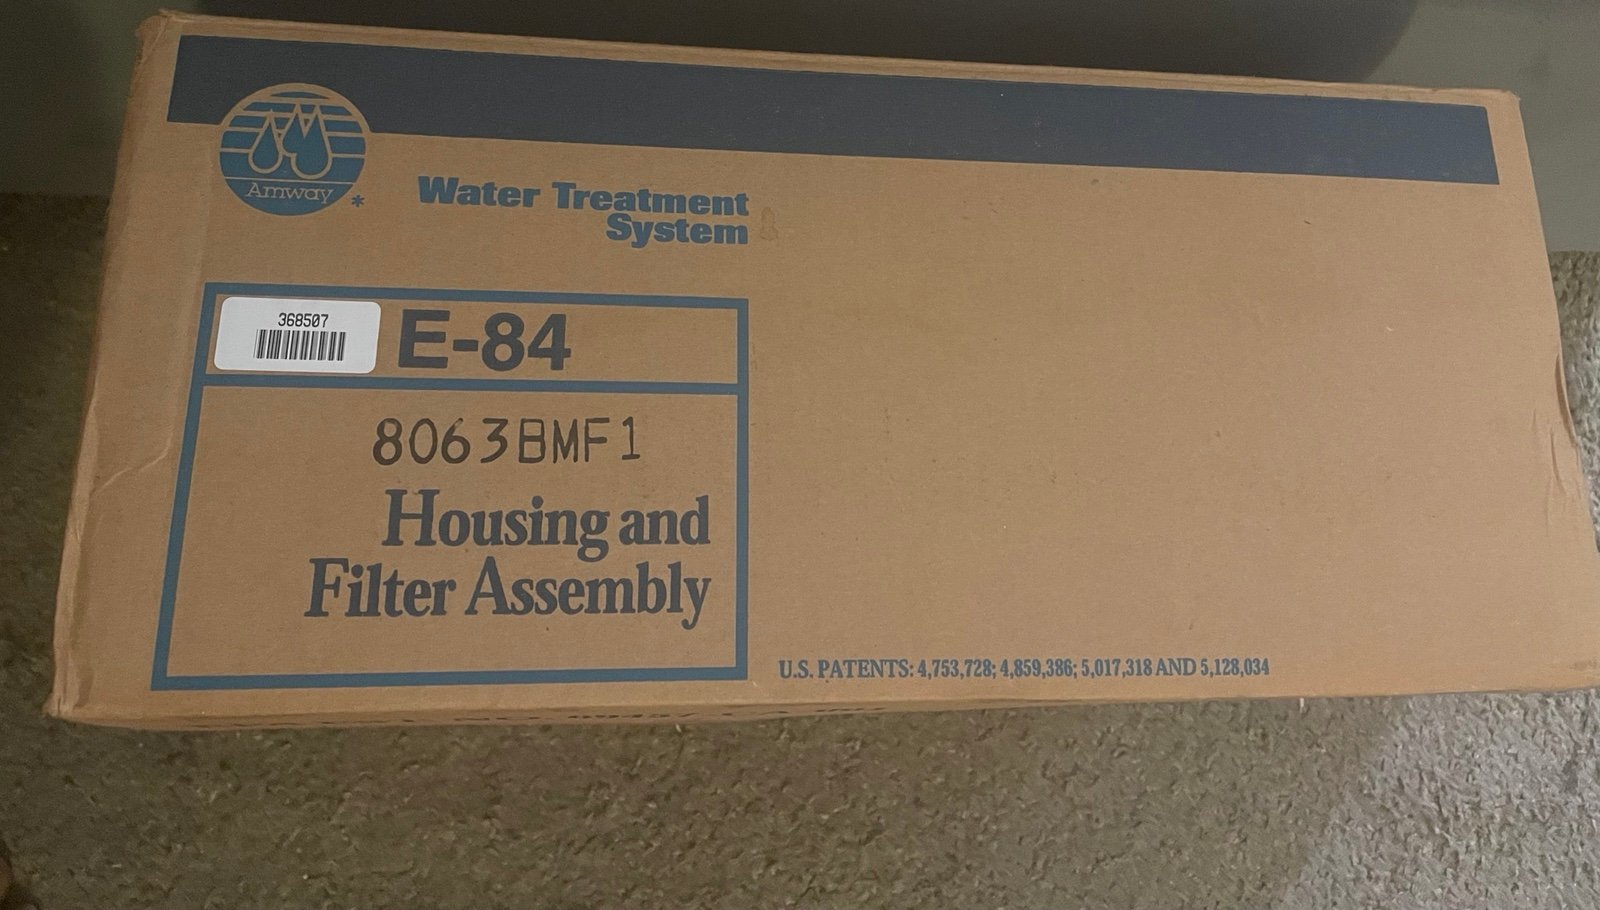 Amway
*
Water Treatment
System
368507
E-84
8063BMF1
Housing and
Filter Assembly
U.S. PATENTS: 4,753,728; 4,859,386; 5,017,318 AND 5,128,034